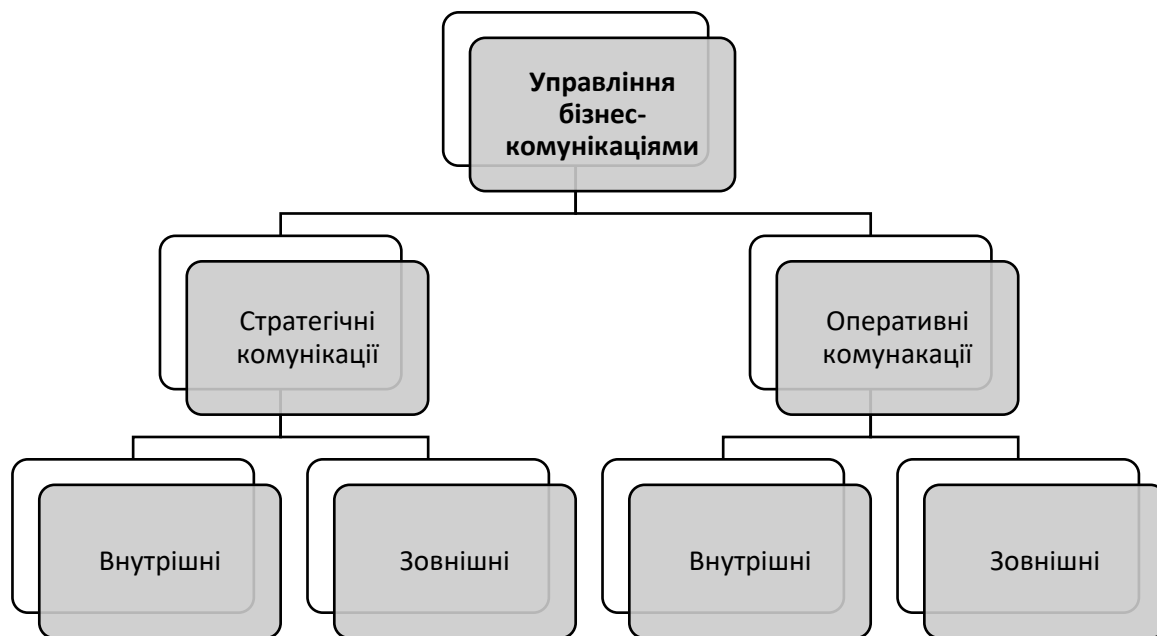 Управління
бізнес-
комунікаціями
Стратегічні
комунікації
Оперативні
комунакації
Внутрішні
Зовнішні
Внутрішні
Зовнішні